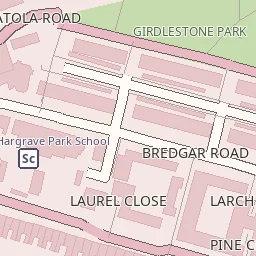 ATOLA ROAD
GIRDLESTONE PARK
Hargrave Park School
Sc
BREDGAR ROAD
LAUREL CLOSE
LARCH
PINE C